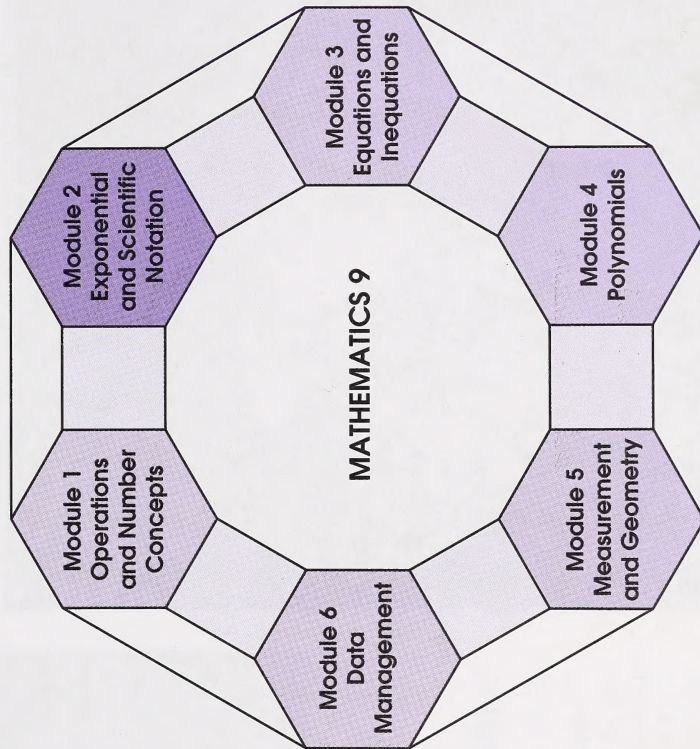 MATHEMATICS 9
Module 1
Operations
and Number
Concepts
Module 2
Exponential
and Scientific
Notation
Module 3
Equations and
Inequations
Module 4
Polynomials
Module 5
Measurement
and Geometry
Module 6
Data
Management